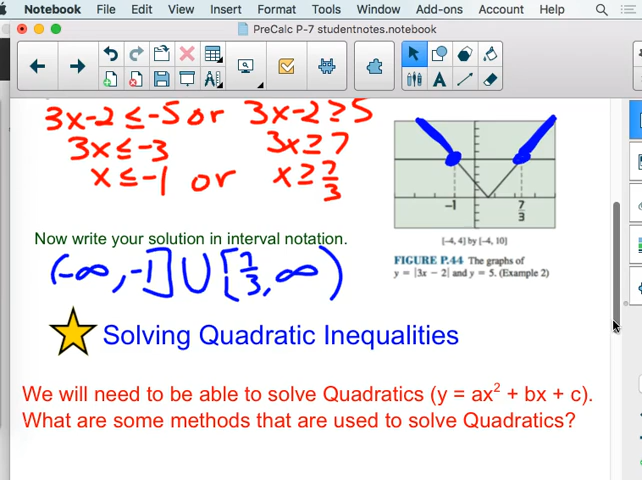 Notebook File Edit View Insert Format Tools Window Add-ons Account Help
PreCalc P-7 studentnotes.notebook
3x-2 ≤ -5 or 3x-2 ≥ 5
3x ≤ -3 3x ≥ 7
x ≤ -1 or x ≥ 7/3
-1 7/3
[-4, 4] by [-4, 10]
FIGURE P.44 The graphs of
y = |3x − 2| and y = 5. (Example 2)
Now write your solution in interval notation.
(-∞, -1] ∪ [7/3, ∞)
Solving Quadratic Inequalities
We will need to be able to solve Quadratics (y = ax² + bx + c).
What are some methods that are used to solve Quadratics?